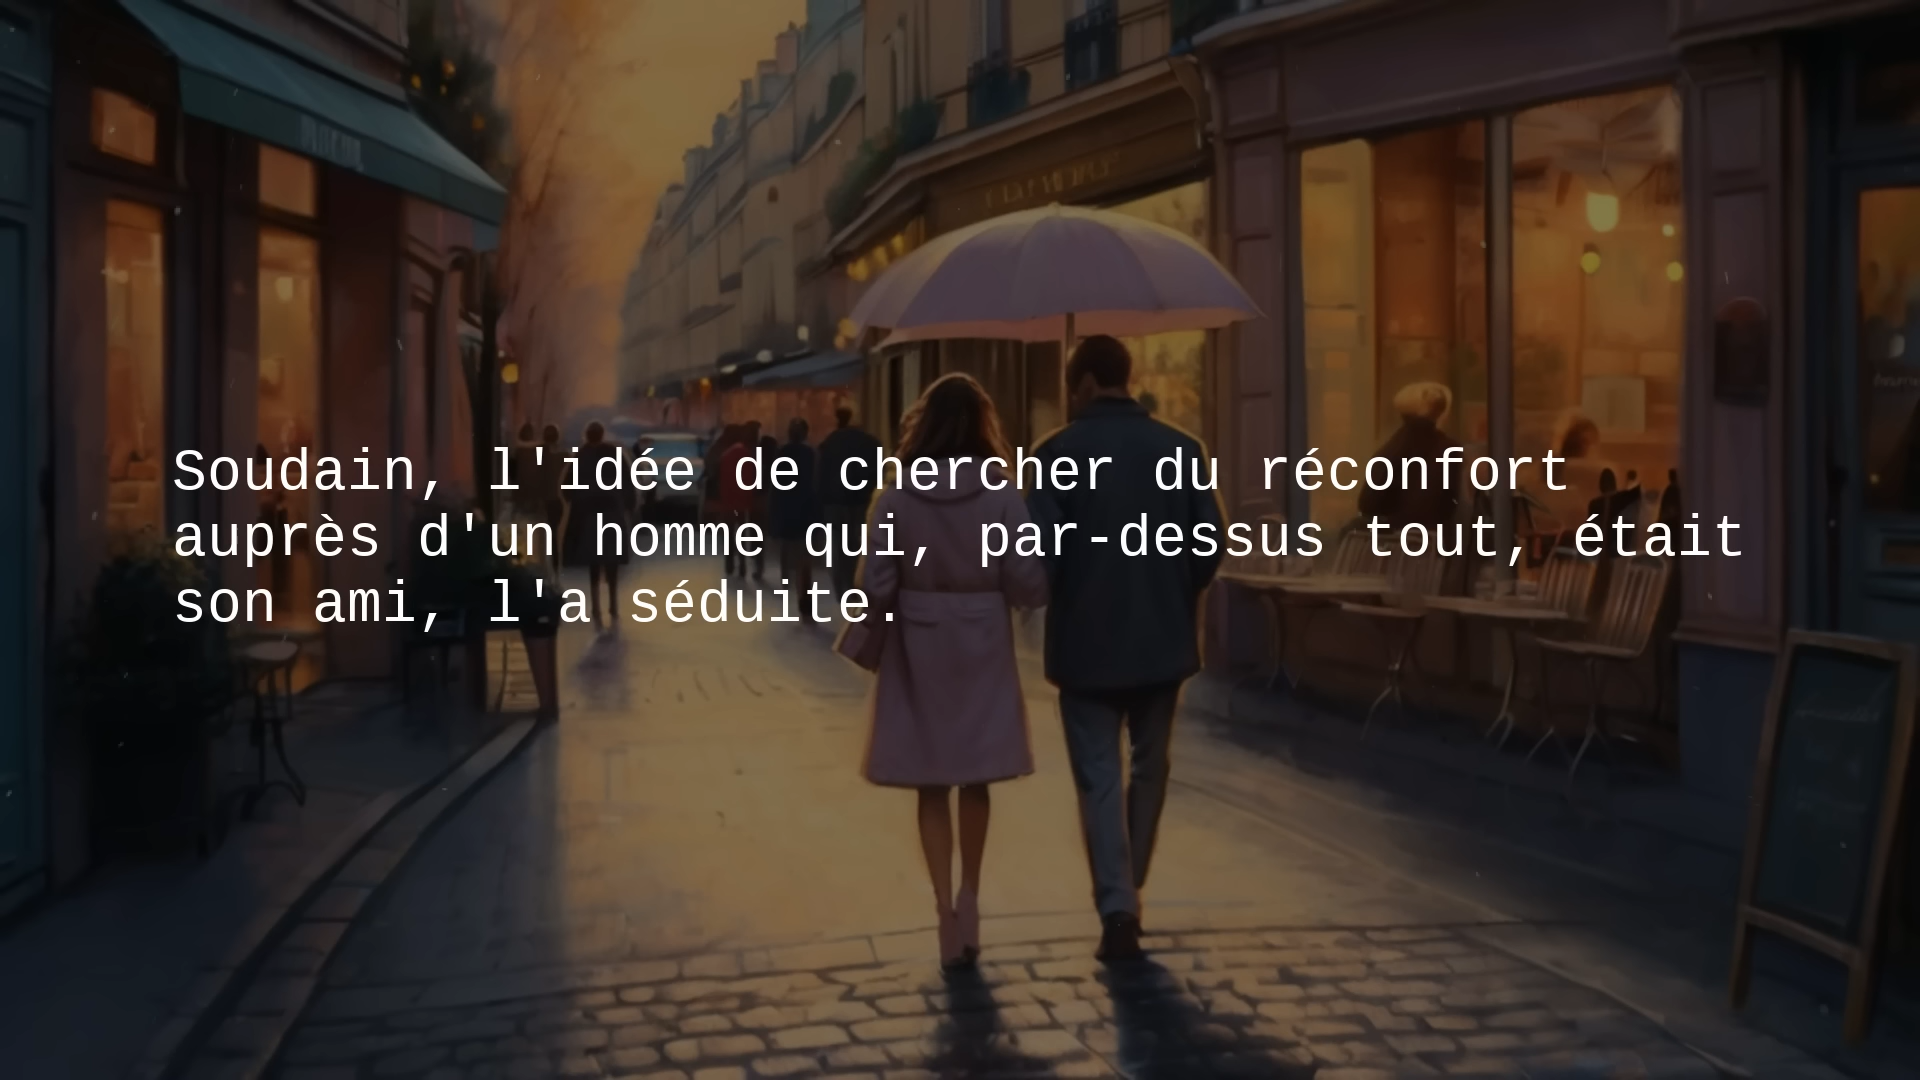 Soudain, l'idée de chercher du réconfort
auprès d'un homme qui, par-dessus tout, était
son ami, l'a séduite.